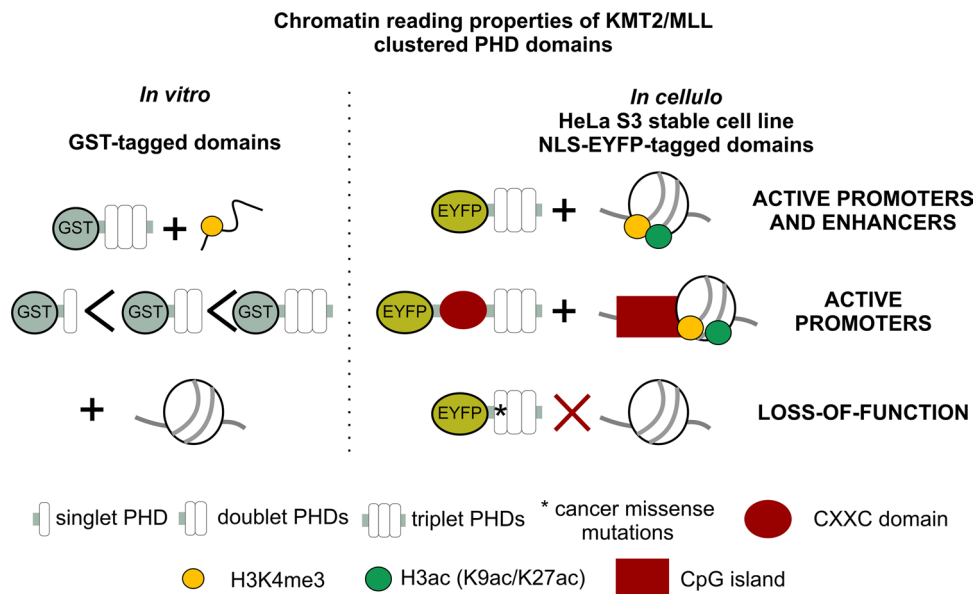 Chromatin reading properties of KMT2/MLL
clustered PHD domains
In vitro
GST-tagged domains
GST
+
GST
<
GST
<
GST
+
In cellulo
HeLa S3 stable cell line
NLS-EYFP-tagged domains
EYFP
+
ACTIVE PROMOTERS
AND ENHANCERS
EYFP
+
ACTIVE
PROMOTERS
EYFP
*
LOSS-OF-FUNCTION
singlet PHD
doublet PHDs
triplet PHDs
* cancer missense
mutations
CXXC domain
H3K4me3
H3ac (K9ac/K27ac)
CpG island